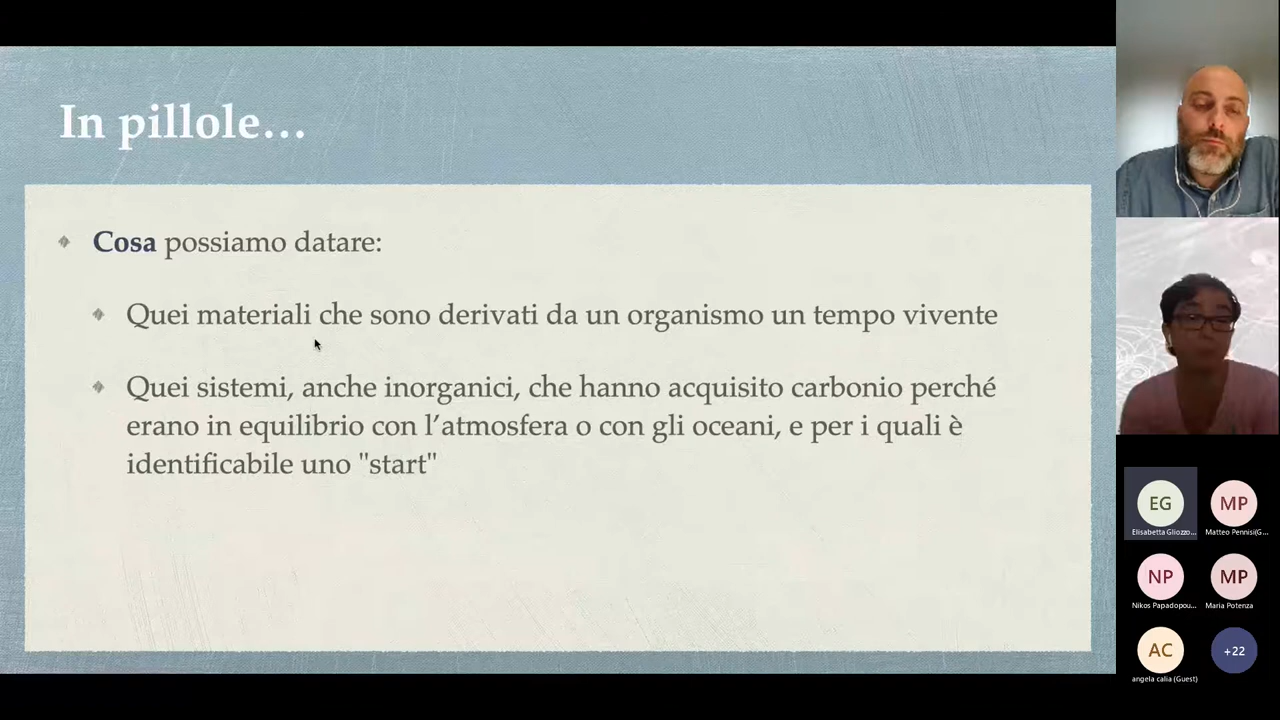 In pillole…
Cosa possiamo datare:
Quei materiali che sono derivati da un organismo un tempo vivente
Quei sistemi, anche inorganici, che hanno acquisito carbonio perché
erano in equilibrio con l’atmosfera o con gli oceani, e per i quali è
identificabile uno "start"
EG
Elisabetta Gliozzo...
MP
Matteo Pennisi(G...
NP
Nikos Papadopou...
MP
Maria Potenza
AC
angela calia (Guest)
+22